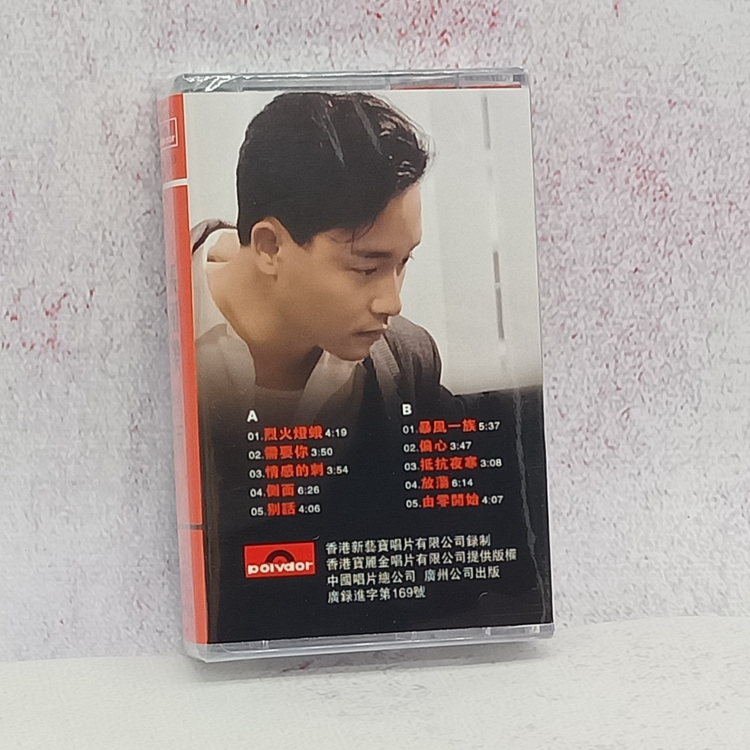 A
01.烈火燈蛾 4:19
02.需要你 3:50
03.情感的刺 3:54
04.側面 6:26
05.别話 4:06
B
01.暴風一族 5:37
02.偏心 3:47
03.抵抗夜寒 3:08
04.放蕩 6:14
05.由零開始 4:07
polydor
香港新藝寶唱片有限公司録制
香港寶麗金唱片有限公司提供版權
中國唱片總公司 廣州公司出版
廣録進字第169號